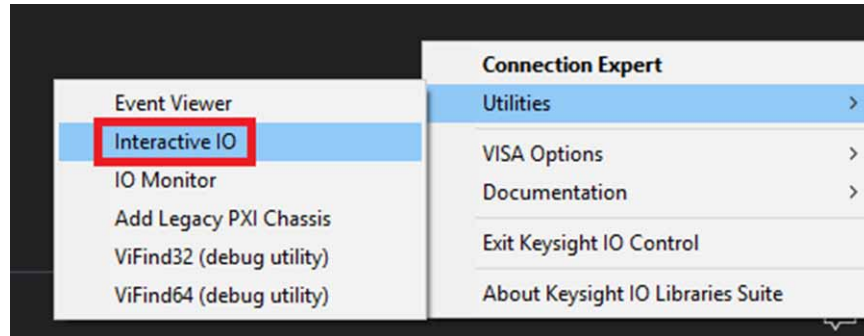 Connection Expert
Utilities
VISA Options
Documentation
Exit Keysight IO Control
About Keysight IO Libraries Suite
Event Viewer
Interactive IO
IO Monitor
Add Legacy PXI Chassis
ViFind32 (debug utility)
ViFind64 (debug utility)